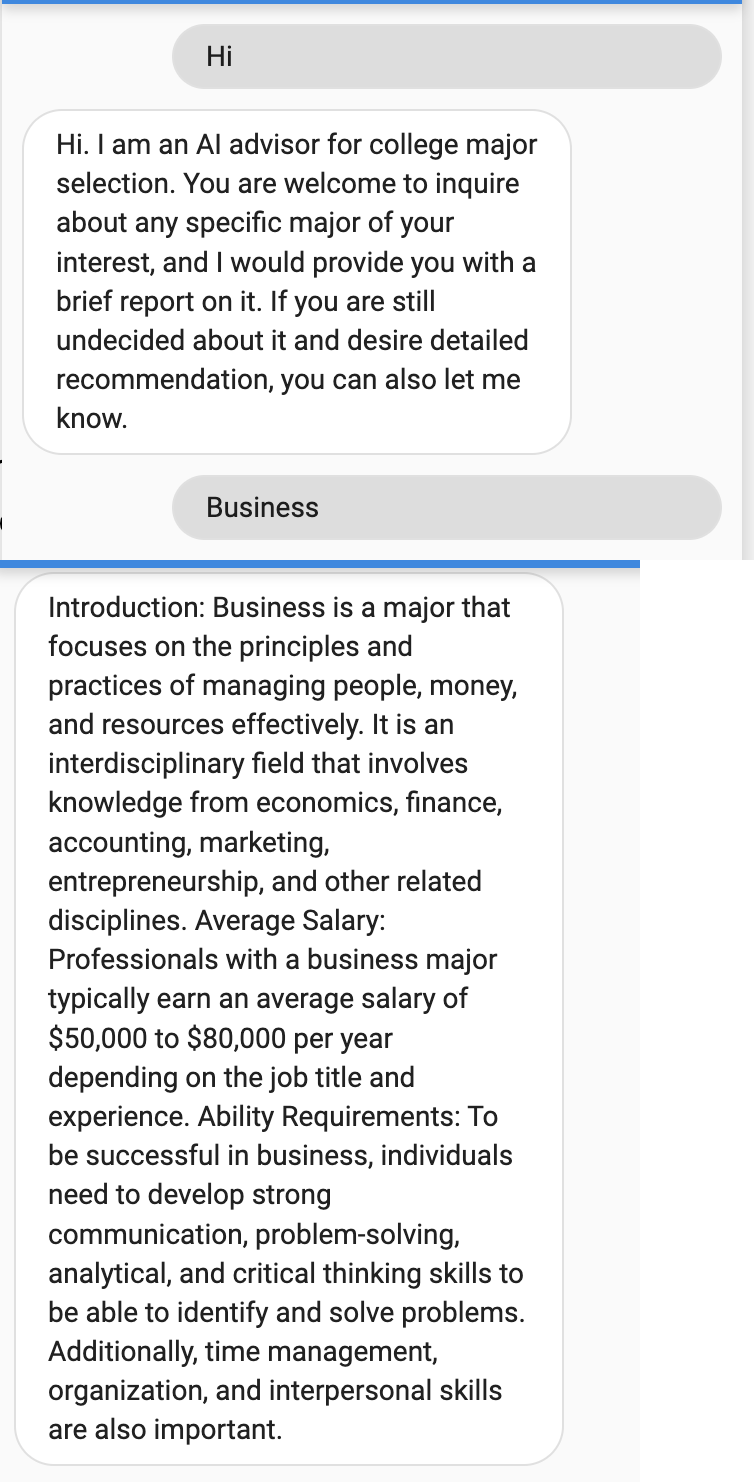 Hi
Hi. I am an AI advisor for college major
selection. You are welcome to inquire
about any specific major of your
interest, and I would provide you with a
brief report on it. If you are still
undecided about it and desire detailed
recommendation, you can also let me
know.
Business
Introduction: Business is a major that
focuses on the principles and
practices of managing people, money,
and resources effectively. It is an
interdisciplinary field that involves
knowledge from economics, finance,
accounting, marketing,
entrepreneurship, and other related
disciplines. Average Salary:
Professionals with a business major
typically earn an average salary of
$50,000 to $80,000 per year
depending on the job title and
experience. Ability Requirements: To
be successful in business, individuals
need to develop strong
communication, problem-solving,
analytical, and critical thinking skills to
be able to identify and solve problems.
Additionally, time management,
organization, and interpersonal skills
are also important.